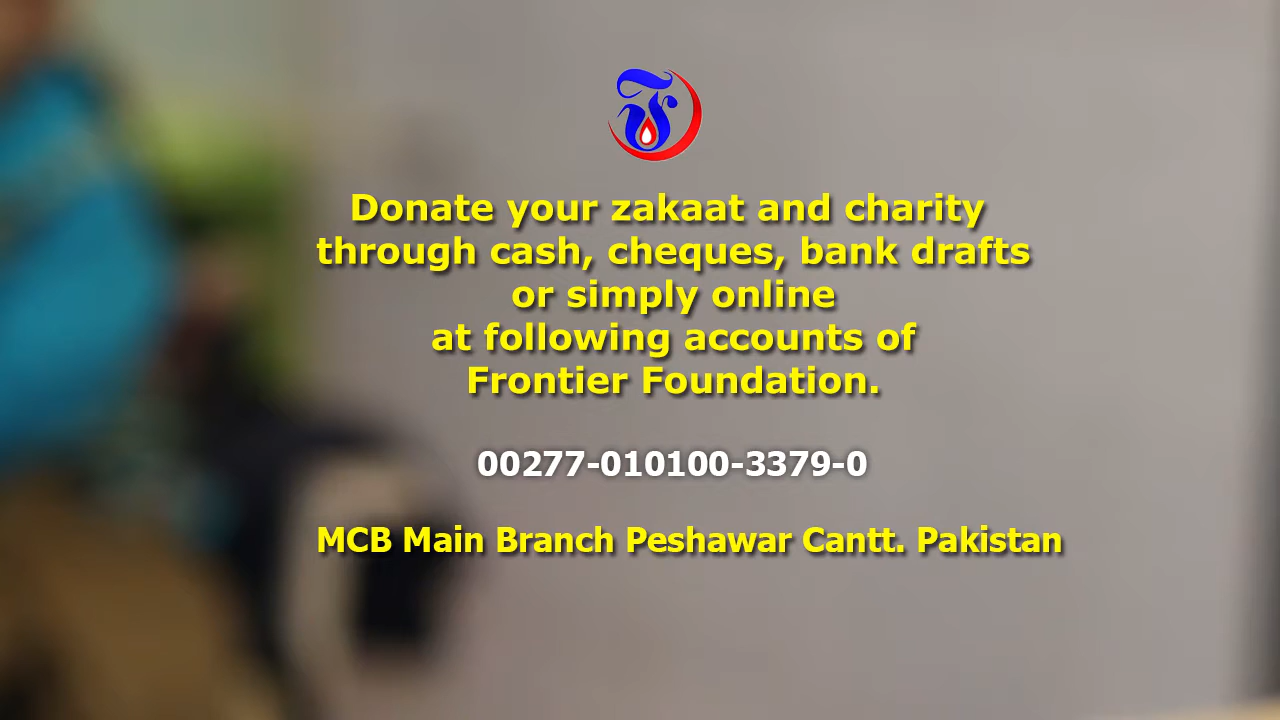 Donate your zakaat and charity
through cash, cheques, bank drafts
or simply online
at following accounts of
Frontier Foundation.
00277-010100-3379-0
MCB Main Branch Peshawar Cantt. Pakistan